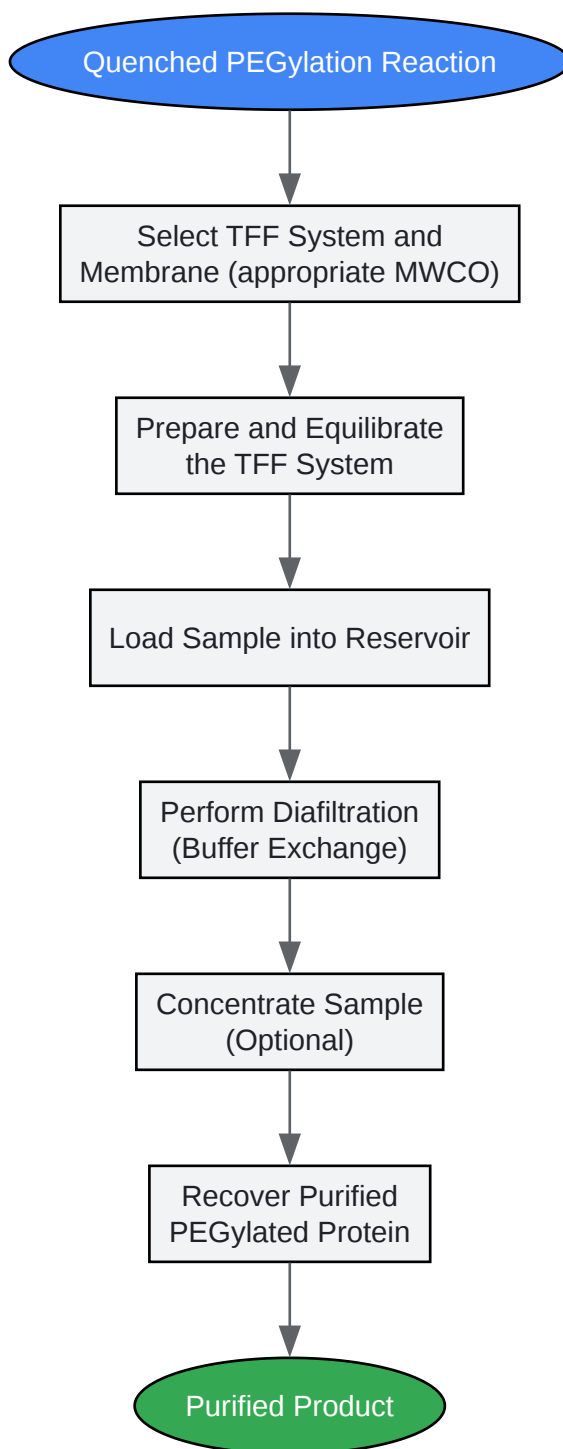 Quenched PEGylation Reaction
Select TFF System and
Membrane (appropriate MWCO)
Prepare and Equilibrate
the TFF System
Load Sample into Reservoir
Perform Diafiltration
(Buffer Exchange)
Concentrate Sample
(Optional)
Recover Purified
PEGylated Protein
Purified Product